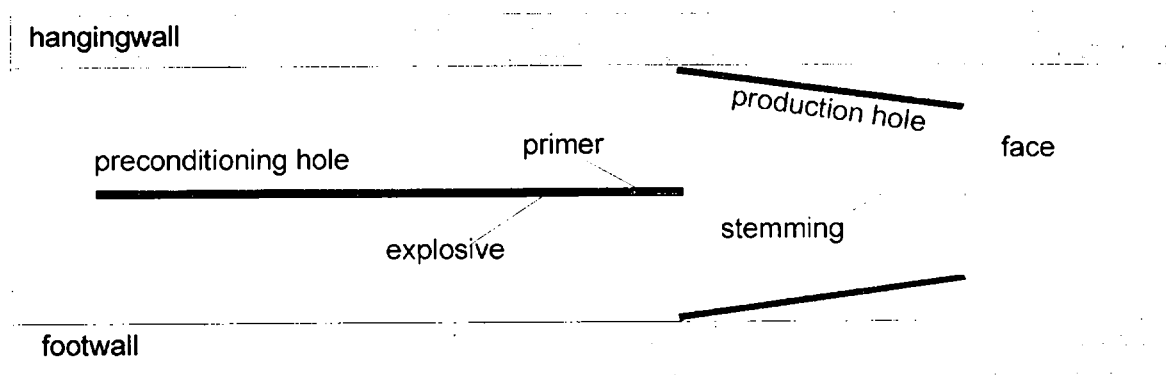 hangingwall
production hole
primer
face
preconditioning hole
stemming
explosive
footwall